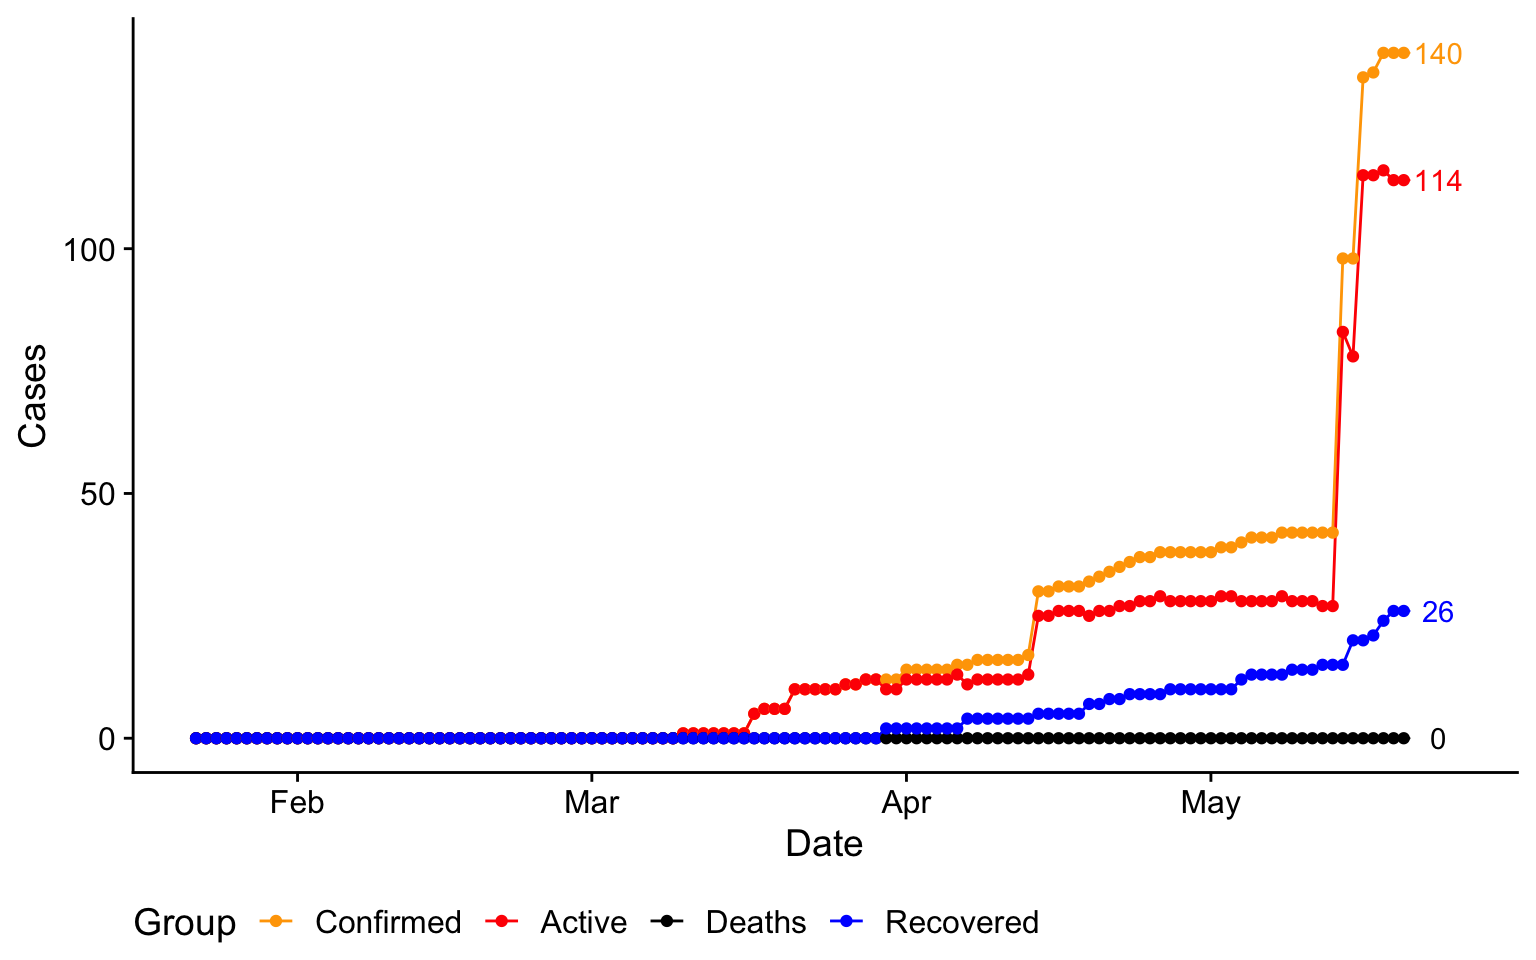 140
114
100
Cases
50
26
0
0
Feb Mar Apr May
Date
Group Confirmed Active Deaths Recovered